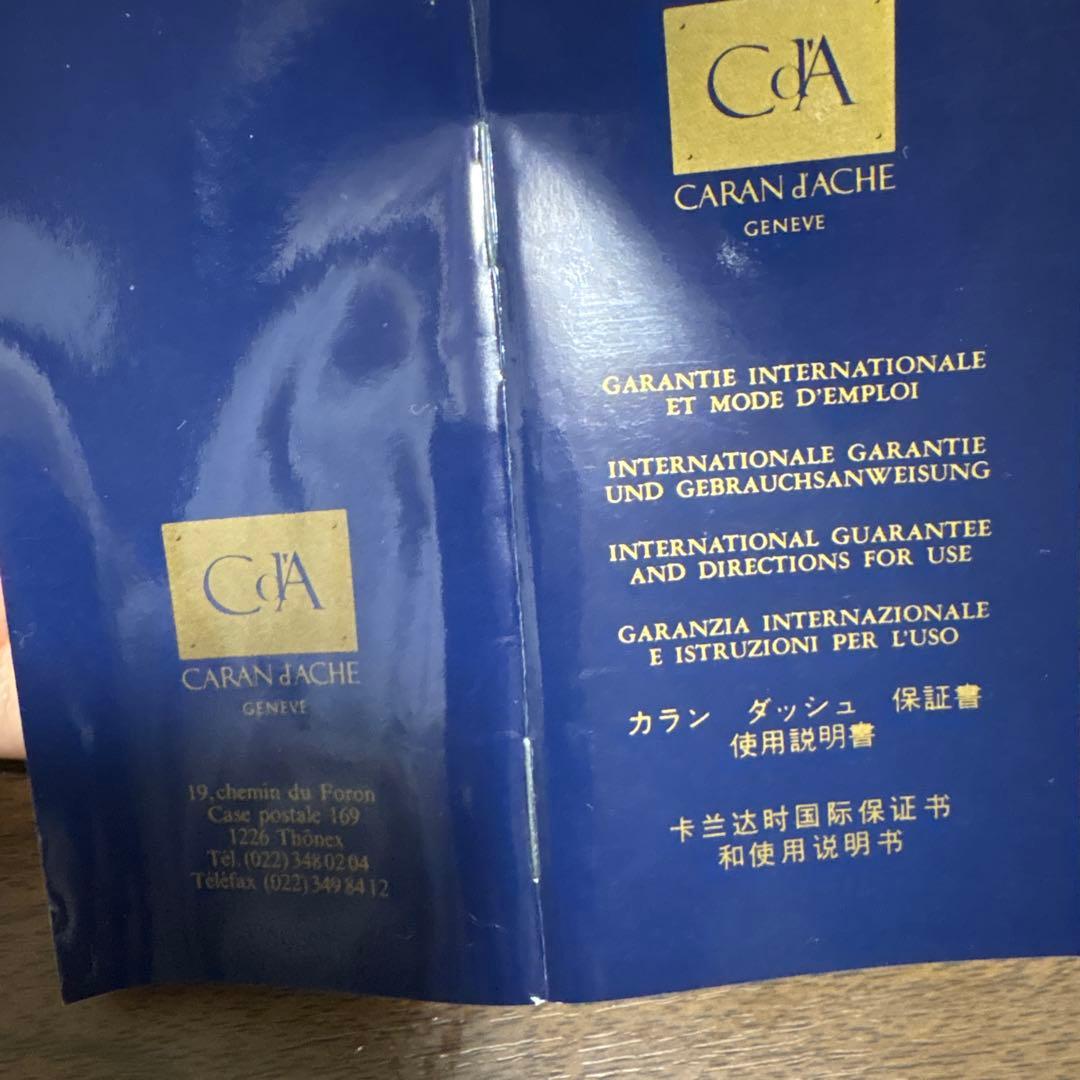 Cd'A
CARAN d'ACHE
GENEVE
19, chemin du Foron
Case postale 169
1226 Thônex
Tél. (022) 348 02 04
Téléfax (022) 349 84 12
Cd'A
CARAN d'ACHE
GENEVE
GARANTIE INTERNATIONALE
ET MODE D'EMPLOI
INTERNATIONALE GARANTIE
UND GEBRAUCHSANWEISUNG
INTERNATIONAL GUARANTEE
AND DIRECTIONS FOR USE
GARANZIA INTERNAZIONALE
E ISTRUZIONI PER L'USO
カラン ダッシュ 保証書
使用説明書
卡兰达时国际保证书
和使用说明书